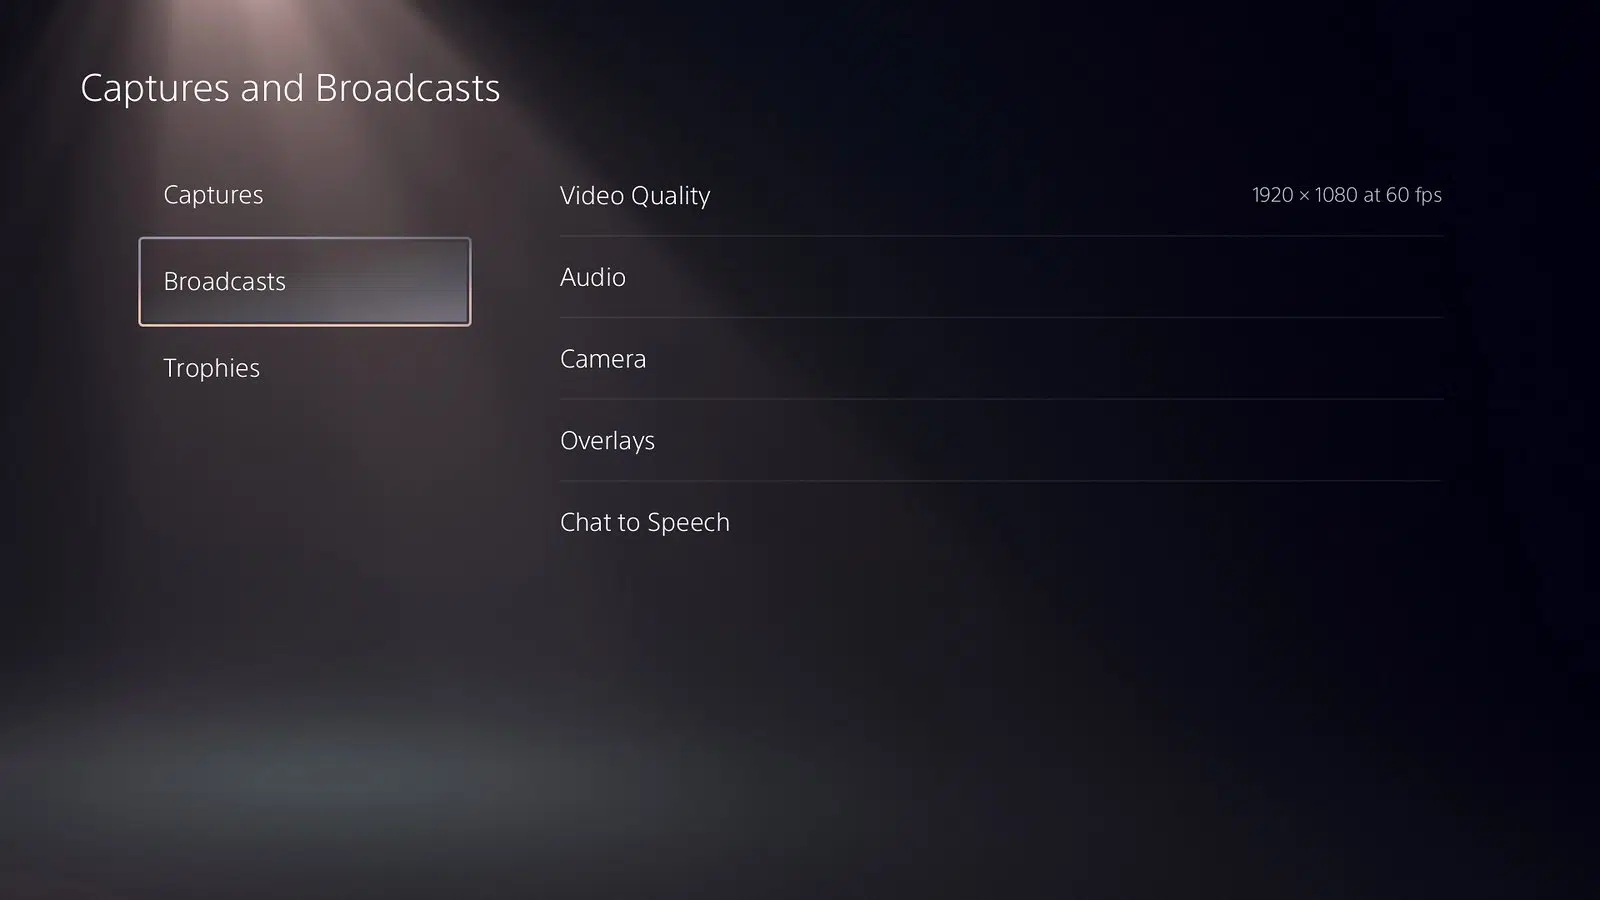 Captures and Broadcasts
Captures
Broadcasts
Trophies
Video Quality 1920 × 1080 at 60 fps
Audio
Camera
Overlays
Chat to Speech